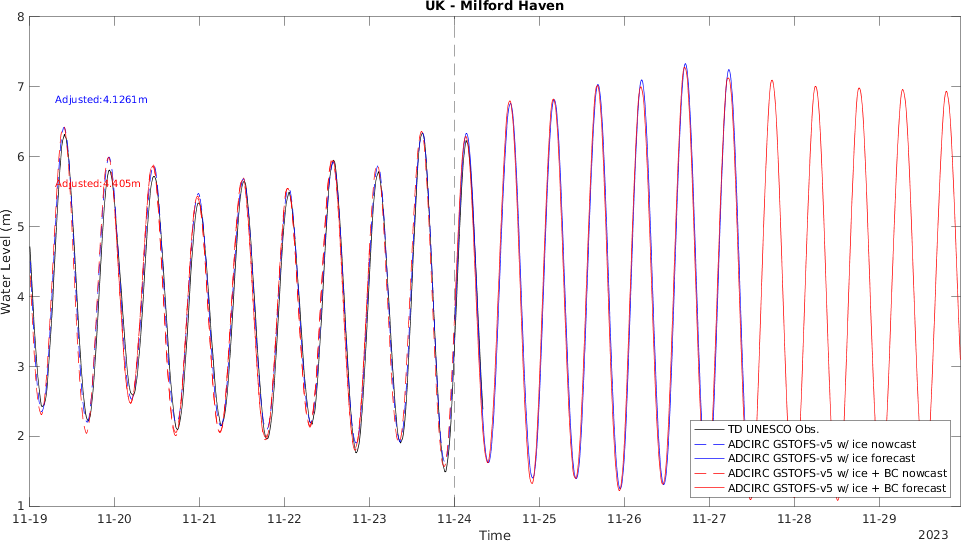 UK - Milford Haven
8
7
6
5
4
3
2
1
Water Level (m)
Adjusted:4.1261m
Adjusted:4.405m
TD UNESCO Obs.
ADCIRC GSTOFS-v5 w/ ice nowcast
ADCIRC GSTOFS-v5 w/ ice forecast
ADCIRC GSTOFS-v5 w/ ice + BC nowcast
ADCIRC GSTOFS-v5 w/ ice + BC forecast
11-19 11-20 11-21 11-22 11-23 11-24 11-25 11-26 11-27 11-28 11-29
Time
2023